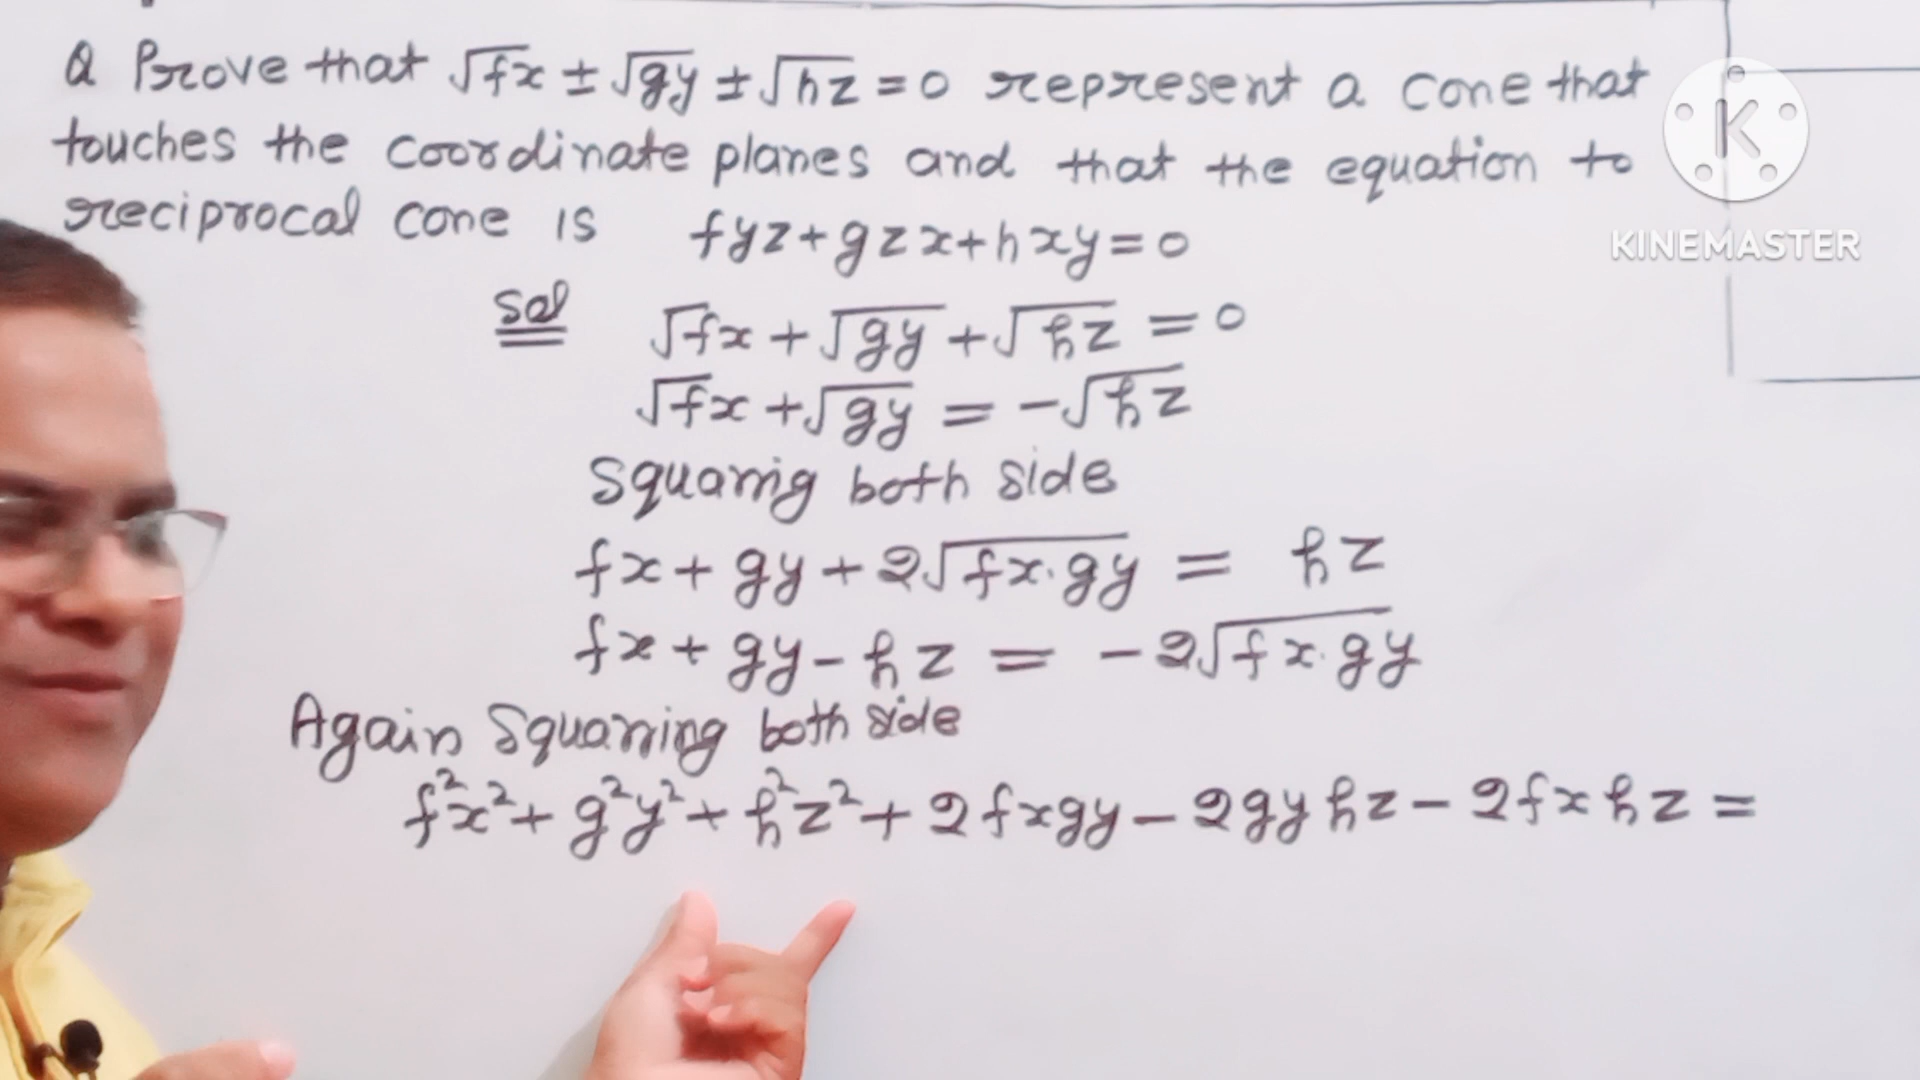 Q Prove that √fx ± √gy ± √hz = 0 represent a cone that
touches the coordinate planes and that the equation to
reciprocal cone is fyz+gzx+hxy=0
Sol √fx + √gy + √hz = 0
√fx + √gy = -√hz
Squaring both side
fx + gy + 2√fx.gy = hz
fx + gy - hz = -2√fx.gy
Again Squarring both side
f²x² + g²y² + h²z² + 2fxgy - 2gyhz - 2fxhz =
K
KINEMASTER